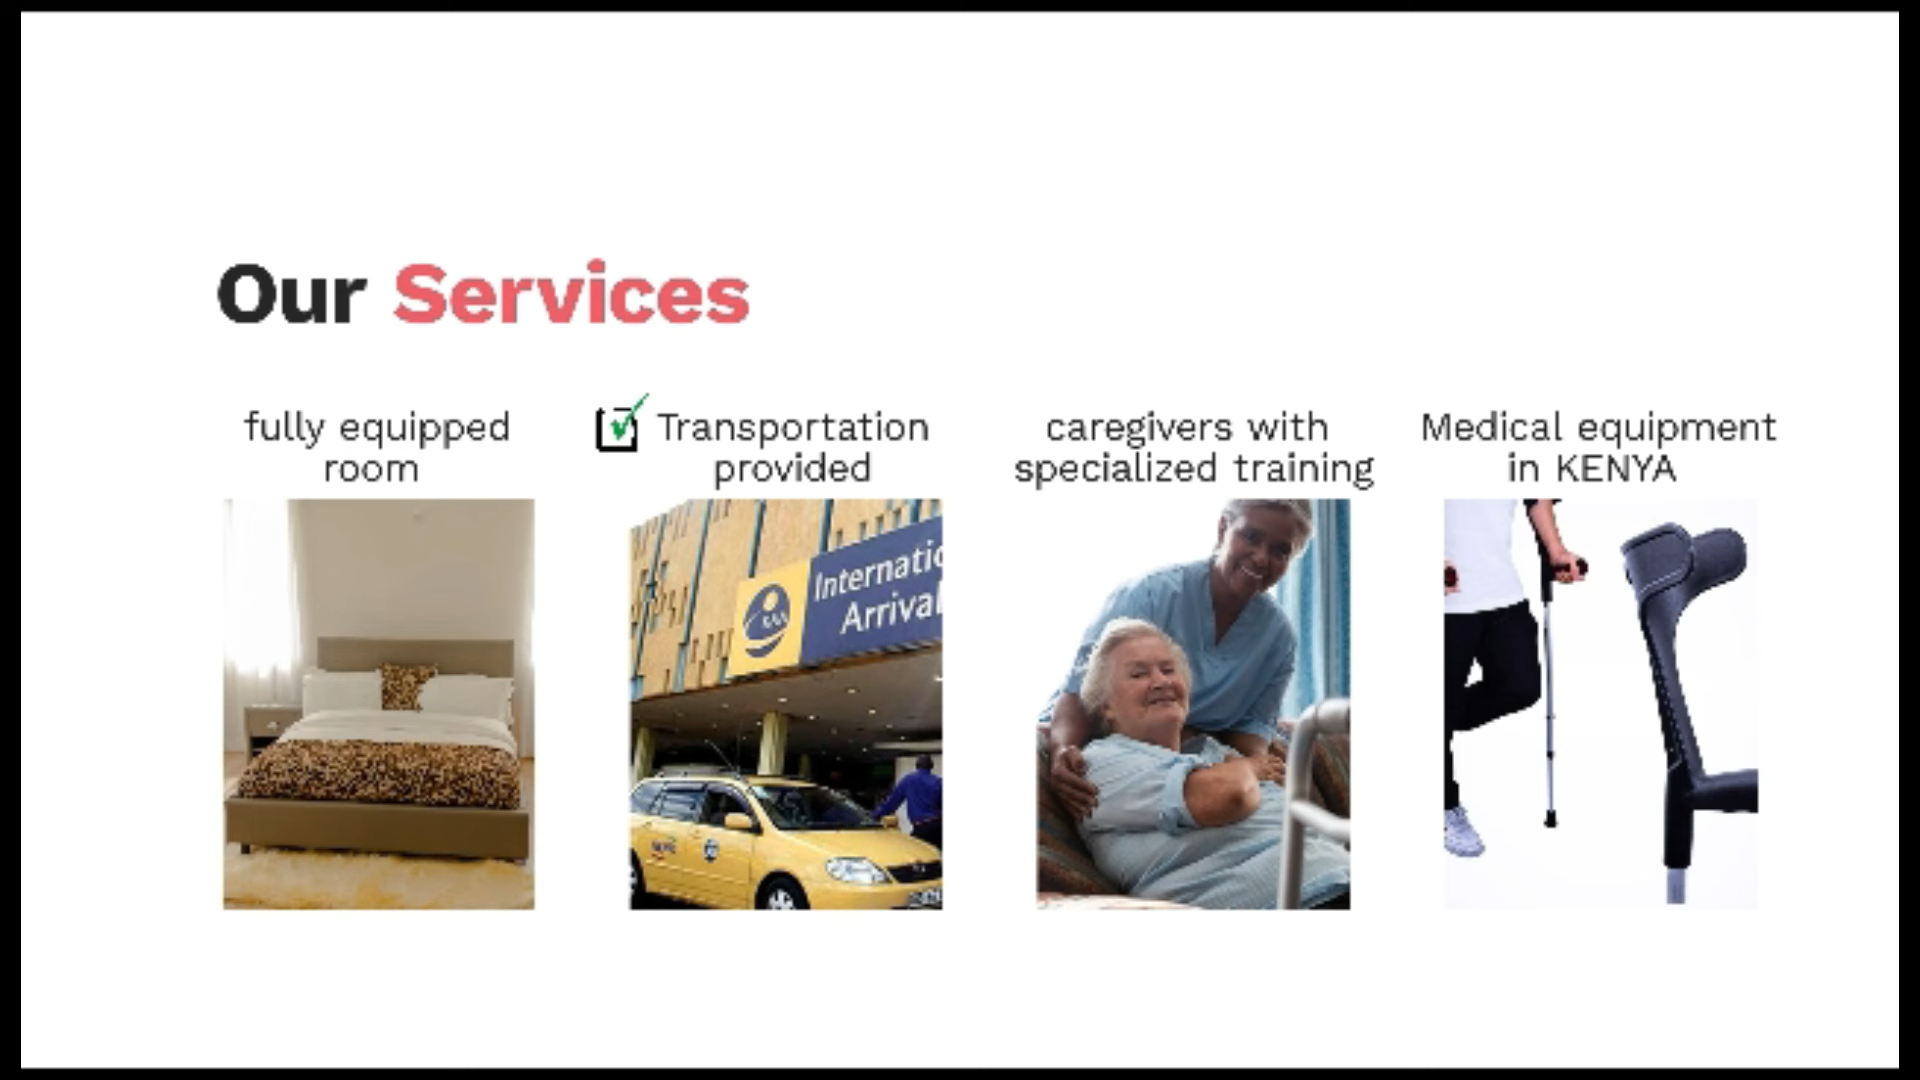 Our Services
fully equipped
room
Transportation
provided
caregivers with
specialized training
Medical equipment
in KENYA
Internatio
Arrival